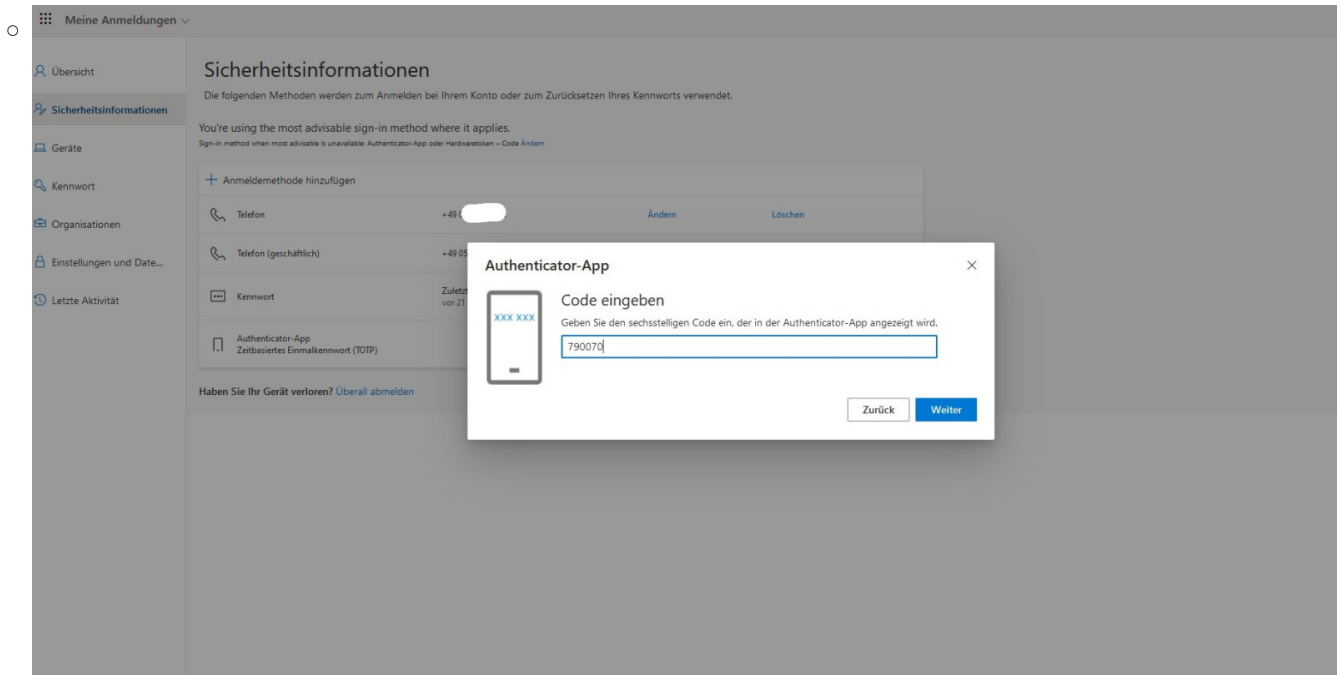 Meine Anmeldungen
Übersicht
Sicherheitsinformationen
Geräte
Kennwort
Organisationen
Einstellungen und Date...
Letzte Aktivität
Sicherheitsinformationen
Die folgenden Methoden werden zum Anmelden bei Ihrem Konto oder zum Zurücksetzen Ihres Kennworts verwendet.
You're using the most advisable sign-in method where it applies.
Sign-in method when most advisable is unavailable: Authenticator-App oder Hardwaretoken – Code Ändern
Anmeldemethode hinzufügen
Telefon +49 Ändern Löschen
Telefon (geschäftlich) +49 05
Kennwort Zuletzt
vor 21
Authenticator-App
Zeitbasiertes Einmalkennwort (TOTP)
Haben Sie Ihr Gerät verloren? Überall abmelden
Authenticator-App
xxx xxx
Code eingeben
Geben Sie den sechsstelligen Code ein, der in der Authenticator-App angezeigt wird.
790070
Zurück Weiter